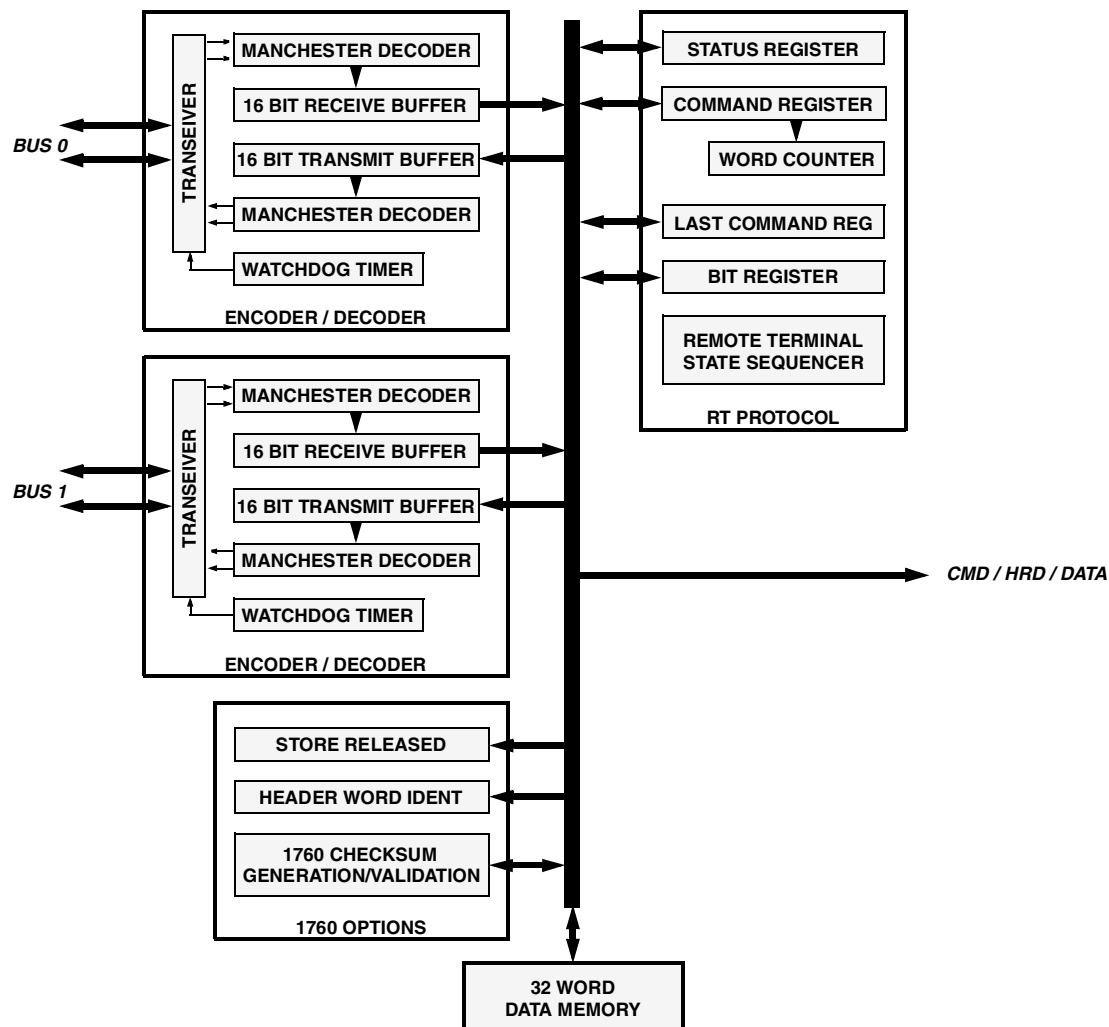 BUS 0
TRANSEIVER
MANCHESTER DECODER
16 BIT RECEIVE BUFFER
16 BIT TRANSMIT BUFFER
MANCHESTER DECODER
WATCHDOG TIMER
ENCODER / DECODER
STATUS REGISTER
COMMAND REGISTER
WORD COUNTER
LAST COMMAND REG
BIT REGISTER
REMOTE TERMINAL
STATE SEQUENCER
RT PROTOCOL
BUS 1
TRANSEIVER
MANCHESTER DECODER
16 BIT RECEIVE BUFFER
16 BIT TRANSMIT BUFFER
MANCHESTER DECODER
WATCHDOG TIMER
ENCODER / DECODER
CMD / HRD / DATA
STORE RELEASED
HEADER WORD IDENT
1760 CHECKSUM
GENERATION/VALIDATION
1760 OPTIONS
32 WORD
DATA MEMORY